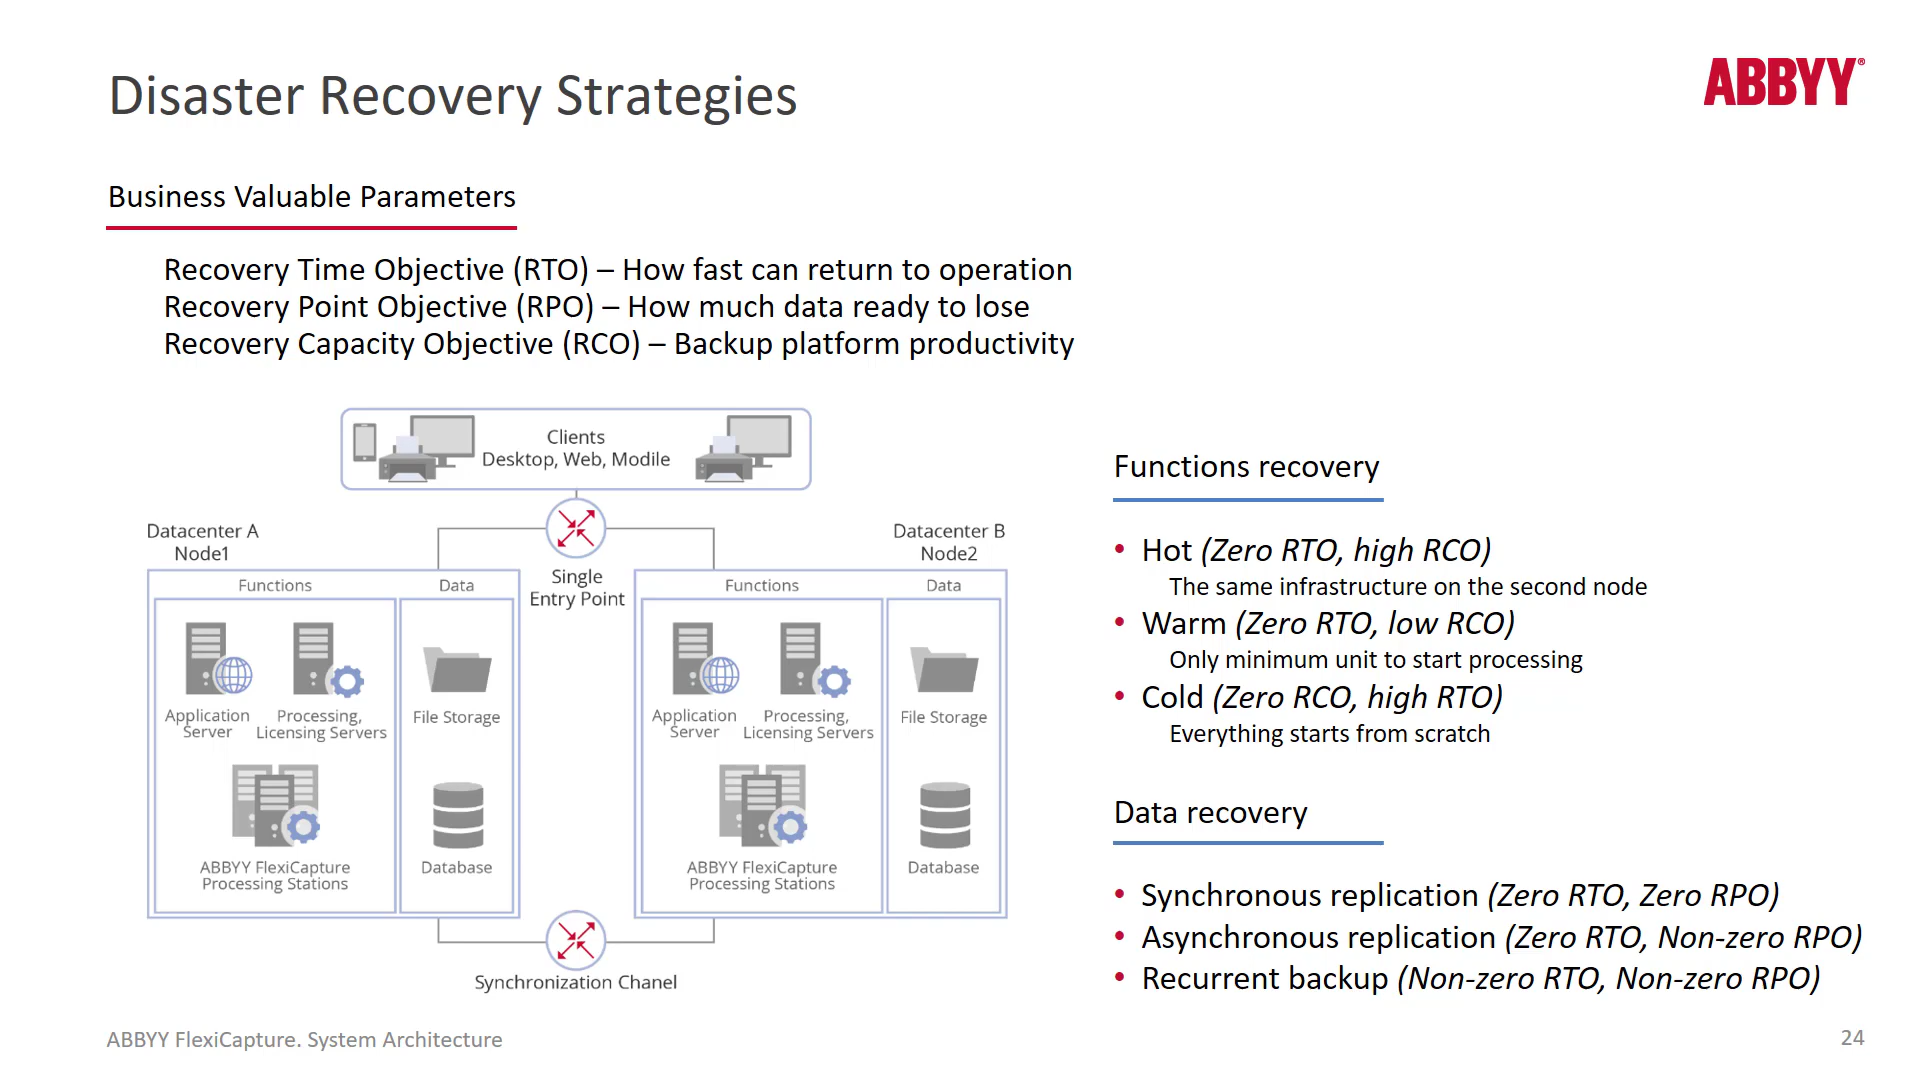 Disaster Recovery Strategies
ABBYY®
Business Valuable Parameters
Recovery Time Objective (RTO) – How fast can return to operation
Recovery Point Objective (RPO) – How much data ready to lose
Recovery Capacity Objective (RCO) – Backup platform productivity
Clients
Desktop, Web, Modile
Datacenter A
Node1
Single
Entry Point
Datacenter B
Node2
Functions
Data
Application
Server
Processing,
Licensing Servers
File Storage
ABBYY FlexiCapture
Processing Stations
Database
Functions
Data
Application
Server
Processing,
Licensing Servers
File Storage
ABBYY FlexiCapture
Processing Stations
Database
Synchronization Chanel
Functions recovery
• Hot (Zero RTO, high RCO)
The same infrastructure on the second node
• Warm (Zero RTO, low RCO)
Only minimum unit to start processing
• Cold (Zero RCO, high RTO)
Everything starts from scratch
Data recovery
• Synchronous replication (Zero RTO, Zero RPO)
• Asynchronous replication (Zero RTO, Non-zero RPO)
• Recurrent backup (Non-zero RTO, Non-zero RPO)
ABBYY FlexiCapture. System Architecture
24